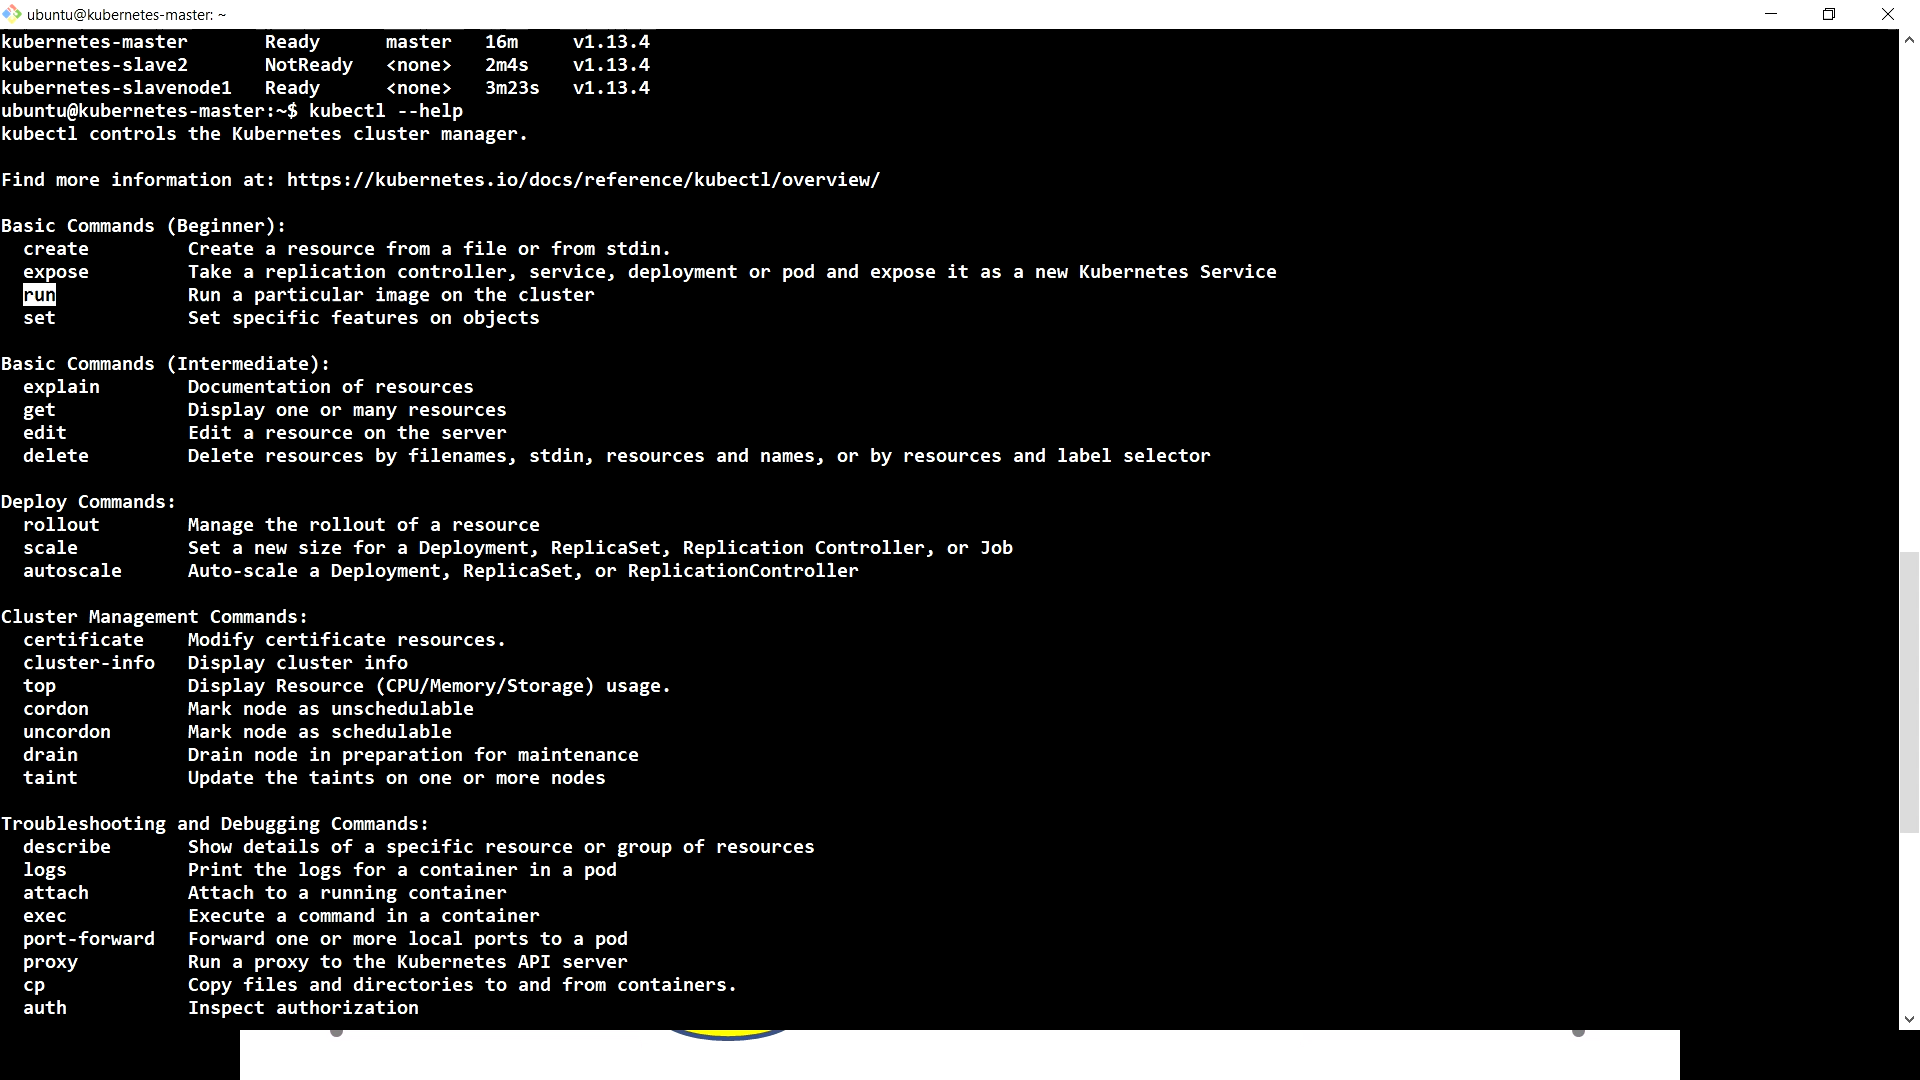 ubuntu@kubernetes-master: ~
kubernetes-master       Ready      master   16m     v1.13.4
kubernetes-slave2       NotReady   <none>   2m4s    v1.13.4
kubernetes-slavenode1   Ready      <none>   3m23s   v1.13.4
ubuntu@kubernetes-master:~$ kubectl --help
kubectl controls the Kubernetes cluster manager.

Find more information at: https://kubernetes.io/docs/reference/kubectl/overview/

Basic Commands (Beginner):
  create         Create a resource from a file or from stdin.
  expose         Take a replication controller, service, deployment or pod and expose it as a new Kubernetes Service
  run            Run a particular image on the cluster
  set            Set specific features on objects

Basic Commands (Intermediate):
  explain        Documentation of resources
  get            Display one or many resources
  edit           Edit a resource on the server
  delete         Delete resources by filenames, stdin, resources and names, or by resources and label selector

Deploy Commands:
  rollout        Manage the rollout of a resource
  scale          Set a new size for a Deployment, ReplicaSet, Replication Controller, or Job
  autoscale      Auto-scale a Deployment, ReplicaSet, or ReplicationController

Cluster Management Commands:
  certificate    Modify certificate resources.
  cluster-info   Display cluster info
  top            Display Resource (CPU/Memory/Storage) usage.
  cordon         Mark node as unschedulable
  uncordon       Mark node as schedulable
  drain          Drain node in preparation for maintenance
  taint          Update the taints on one or more nodes

Troubleshooting and Debugging Commands:
  describe       Show details of a specific resource or group of resources
  logs           Print the logs for a container in a pod
  attach         Attach to a running container
  exec           Execute a command in a container
  port-forward   Forward one or more local ports to a pod
  proxy          Run a proxy to the Kubernetes API server
  cp             Copy files and directories to and from containers.
  auth           Inspect authorization